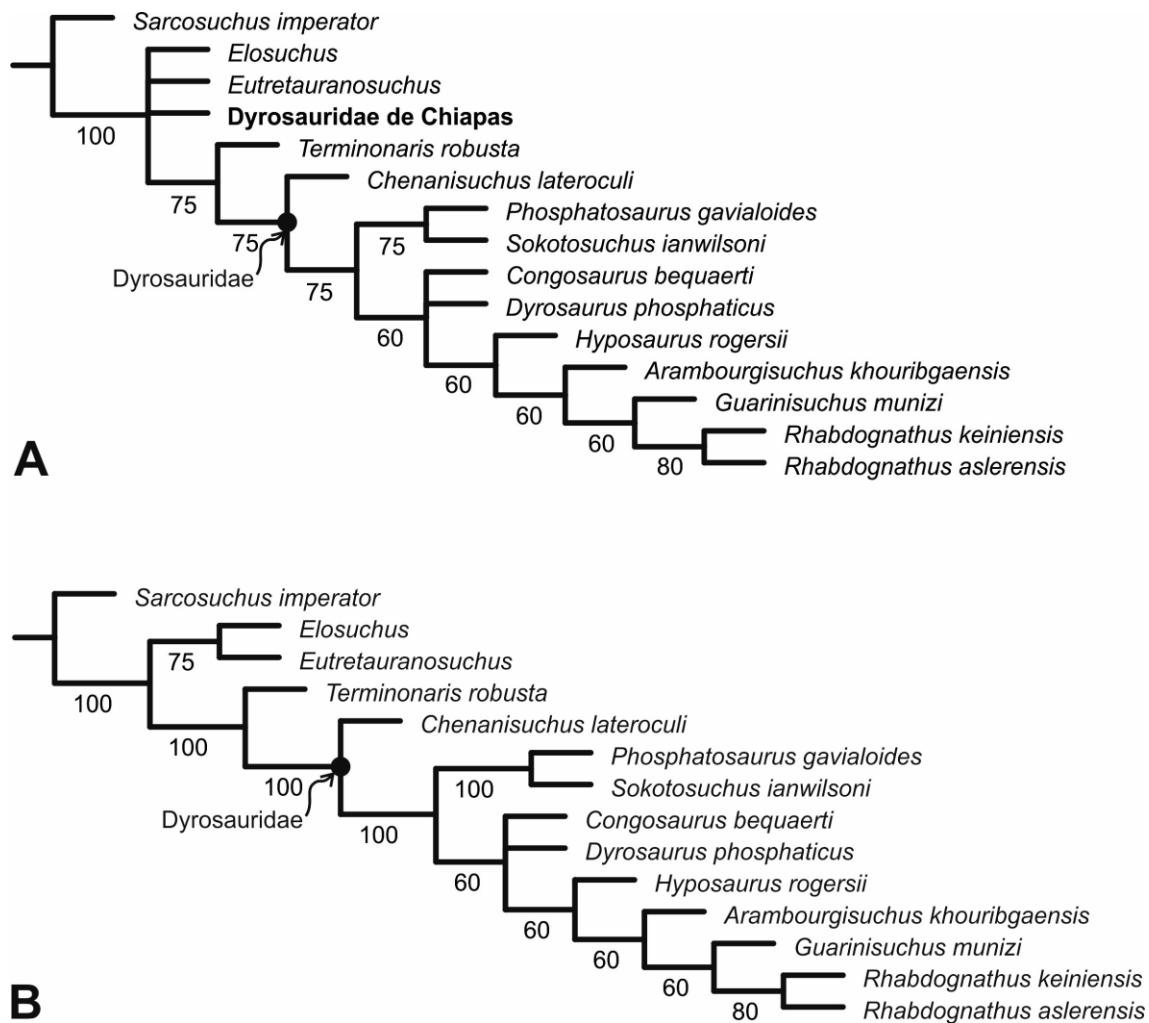 Sarcosuchus imperator
Elosuchus
Eutretauranosuchus
Dyrosauridae de Chiapas
100
Terminonaris robusta
Chenanisuchus lateroculi
75
Phosphatosaurus gavialoides
75
75
Sokotosuchus ianwilsoni
Dyrosauridae
Congosaurus bequaerti
75
Dyrosaurus phosphaticus
60
Hyposaurus rogersii
Arambourgisuchus khouribgaensis
60
Guarinisuchus munizi
60
Rhabdognathus keiniensis
60
A
80
Rhabdognathus aslerensis
Sarcosuchus imperator
Elosuchus
75
Eutretauranosuchus
Terminonaris robusta
100
Chenanisuchus lateroculi
100
Phosphatosaurus gavialoides
100
100
Sokotosuchus ianwilsoni
Dyrosauridae
Congosaurus bequaerti
100
Dyrosaurus phosphaticus
60
Hyposaurus rogersii
Arambourgisuchus khouribgaensis
60
Guarinisuchus munizi
60
Rhabdognathus keiniensis
60
B
80
Rhabdognathus aslerensis